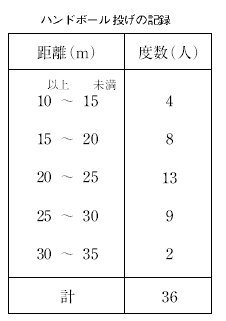 ハンドボール投げの記録
距離(m) 度数(人)
以上 未満
10 ～ 15 4
15 ～ 20 8
20 ～ 25 13
25 ～ 30 9
30 ～ 35 2
計 36